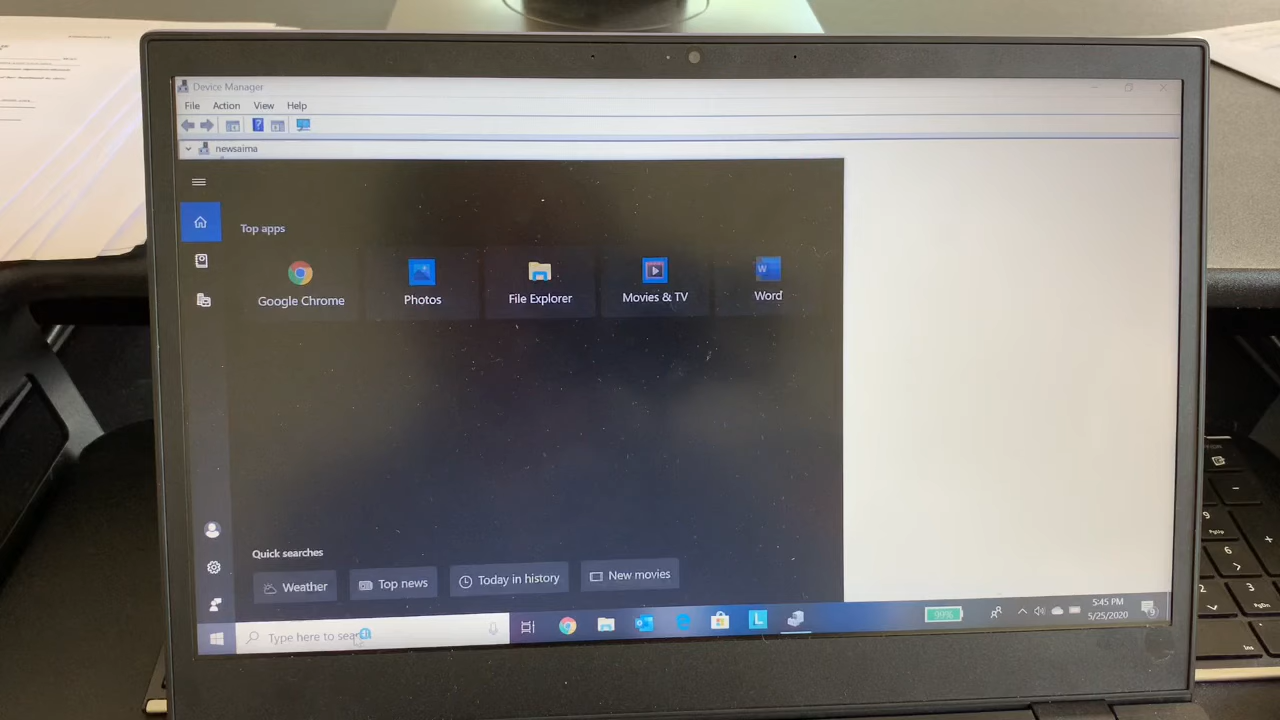 Device Manager
File Action View Help
newsaima
Top apps
Google Chrome Photos File Explorer Movies & TV Word
Quick searches
Weather Top news Today in history New movies
Type here to search
99%
5:45 PM
5/25/2020